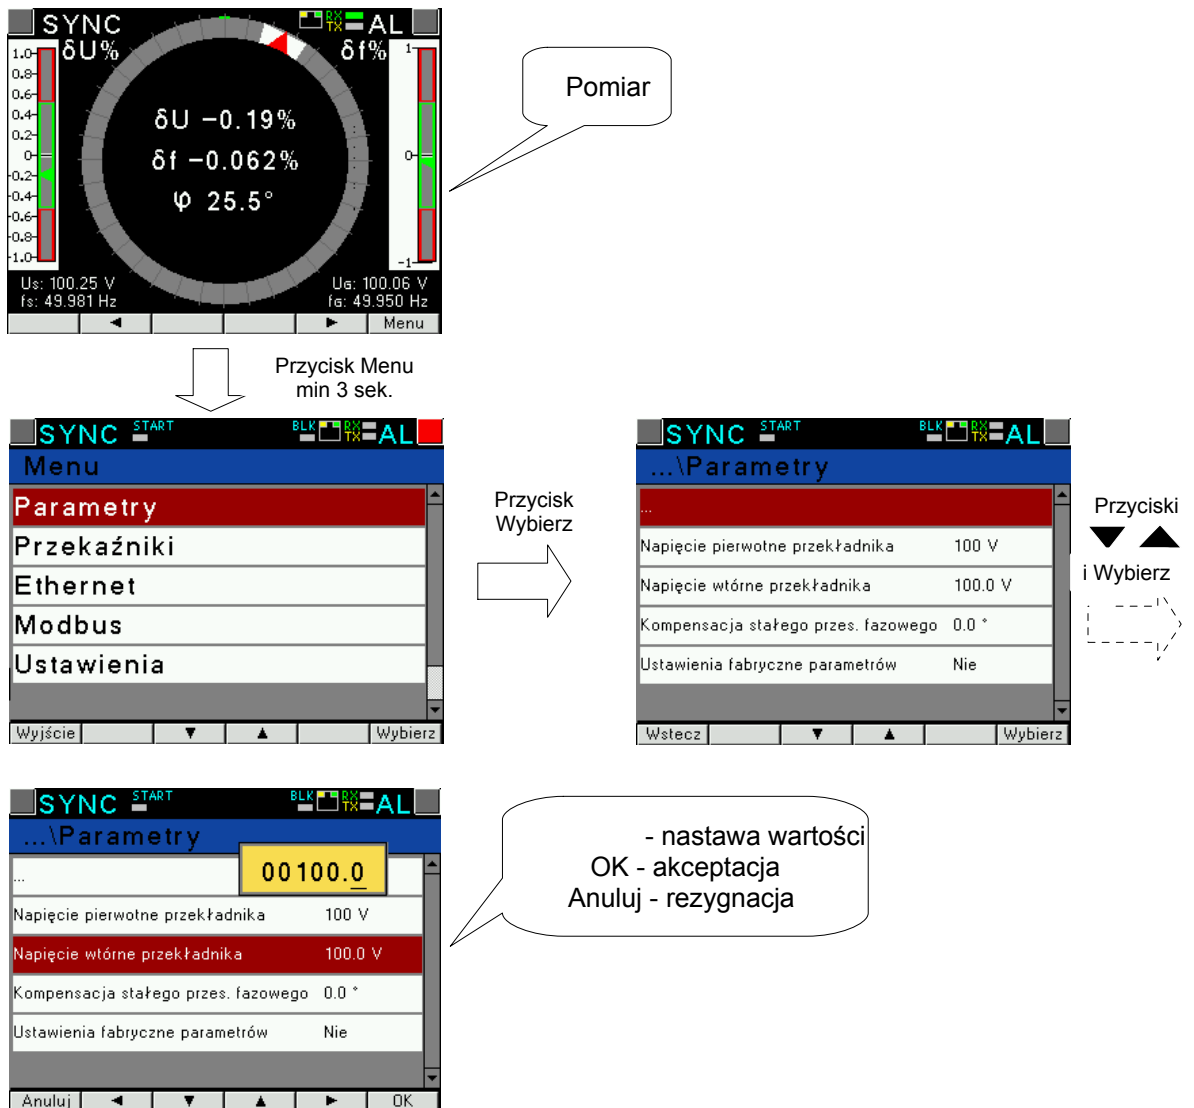 SYNC RX TX AL
δU% δf%
1.0
0.8
0.6
0.4
0.2
0
-0.2
-0.4
-0.6
-0.8
-1.0
1
0
-1
δU -0.19%
δf -0.062%
φ 25.5°
Us: 100.25 V UG: 100.06 V
fs: 49.981 Hz fG: 49.950 Hz
◄ ► Menu
Pomiar
Przycisk Menu
min 3 sek.
SYNC START BLK RX TX AL
Menu
Parametry
Przekaźniki
Ethernet
Modbus
Ustawienia
Wyjście ▼ ▲ Wybierz
Przycisk
Wybierz
SYNC START BLK RX TX AL
...\Parametry
...
Napięcie pierwotne przekładnika 100 V
Napięcie wtórne przekładnika 100.0 V
Kompensacja stałego przes. fazowego 0.0 °
Ustawienia fabryczne parametrów Nie
Wstecz ▼ ▲ Wybierz
Przyciski
▼ ▲
i Wybierz
SYNC START BLK RX TX AL
...\Parametry
00100.0
...
Napięcie pierwotne przekładnika 100 V
Napięcie wtórne przekładnika 100.0 V
Kompensacja stałego przes. fazowego 0.0 °
Ustawienia fabryczne parametrów Nie
Anuluj ◄ ▼ ▲ ► OK
- nastawa wartości
OK - akceptacja
Anuluj - rezygnacja